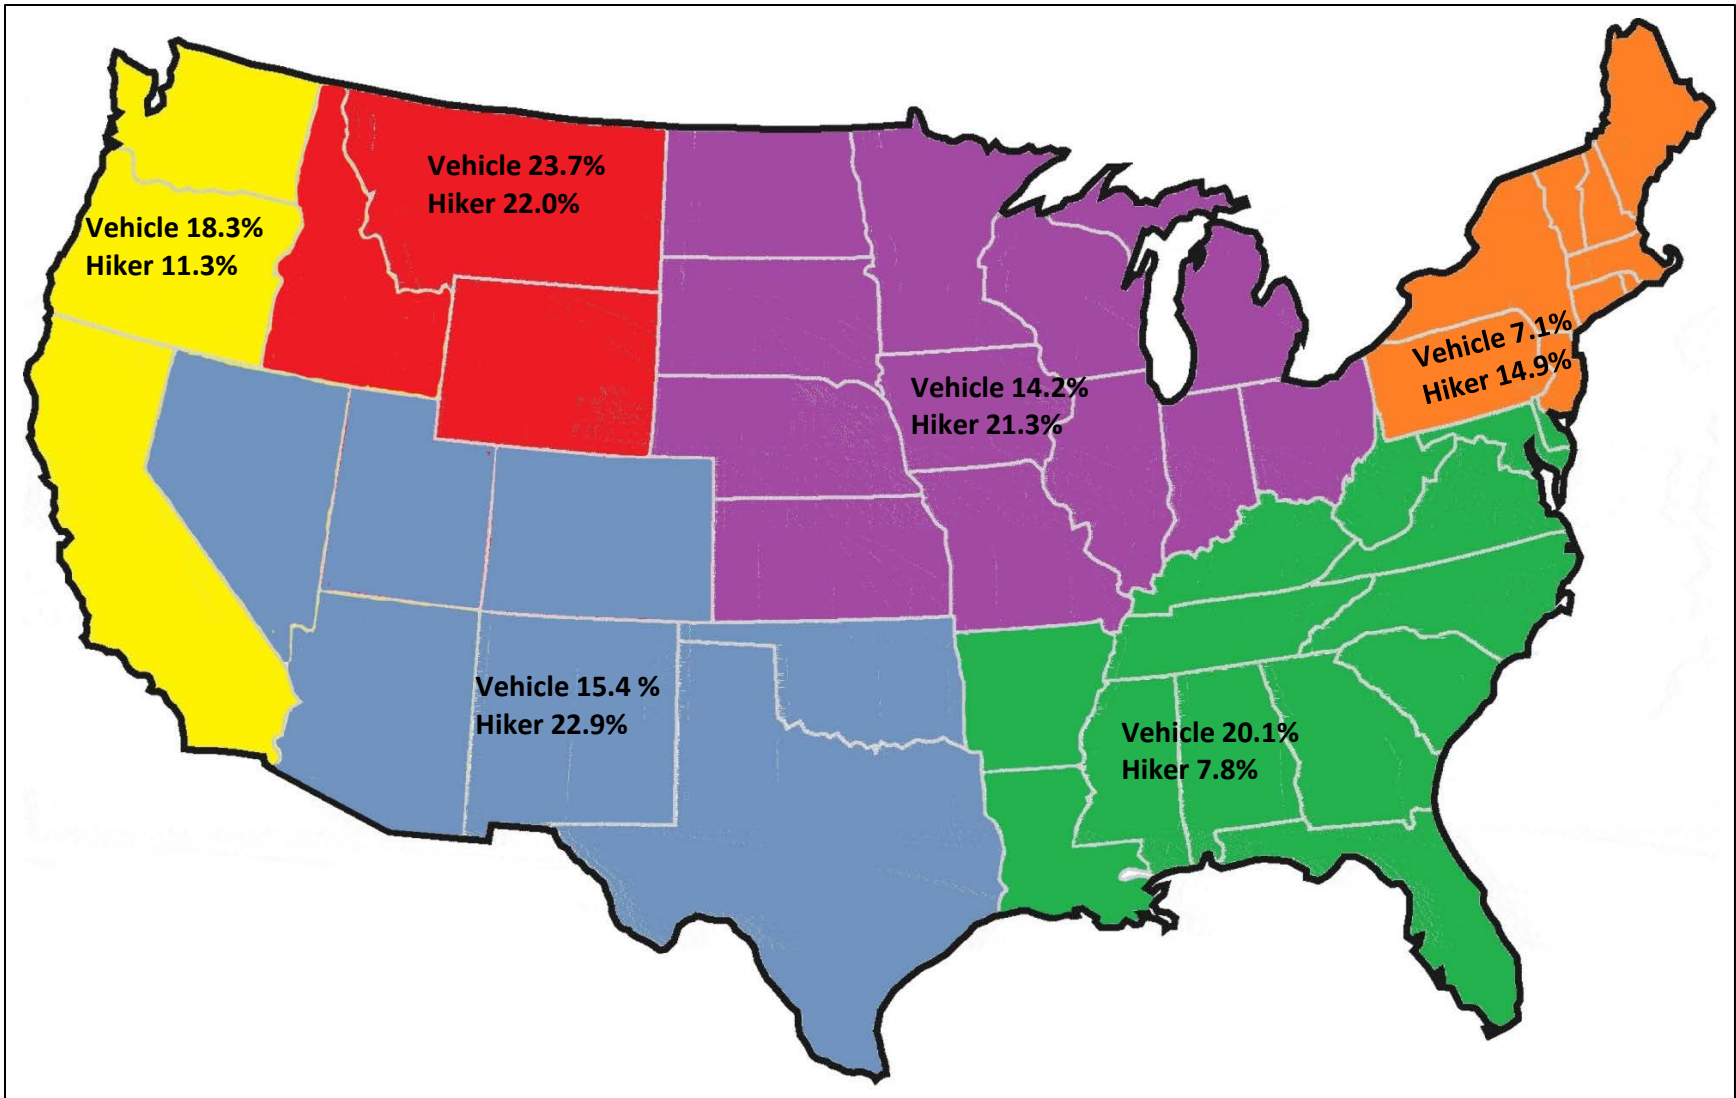 Vehicle 23.7%
Hiker 22.0%
Vehicle 18.3%
Hiker 11.3%
Vehicle 7.1%
Hiker 14.9%
Vehicle 14.2%
Hiker 21.3%
Vehicle 15.4 %
Hiker 22.9%
Vehicle 20.1%
Hiker 7.8%